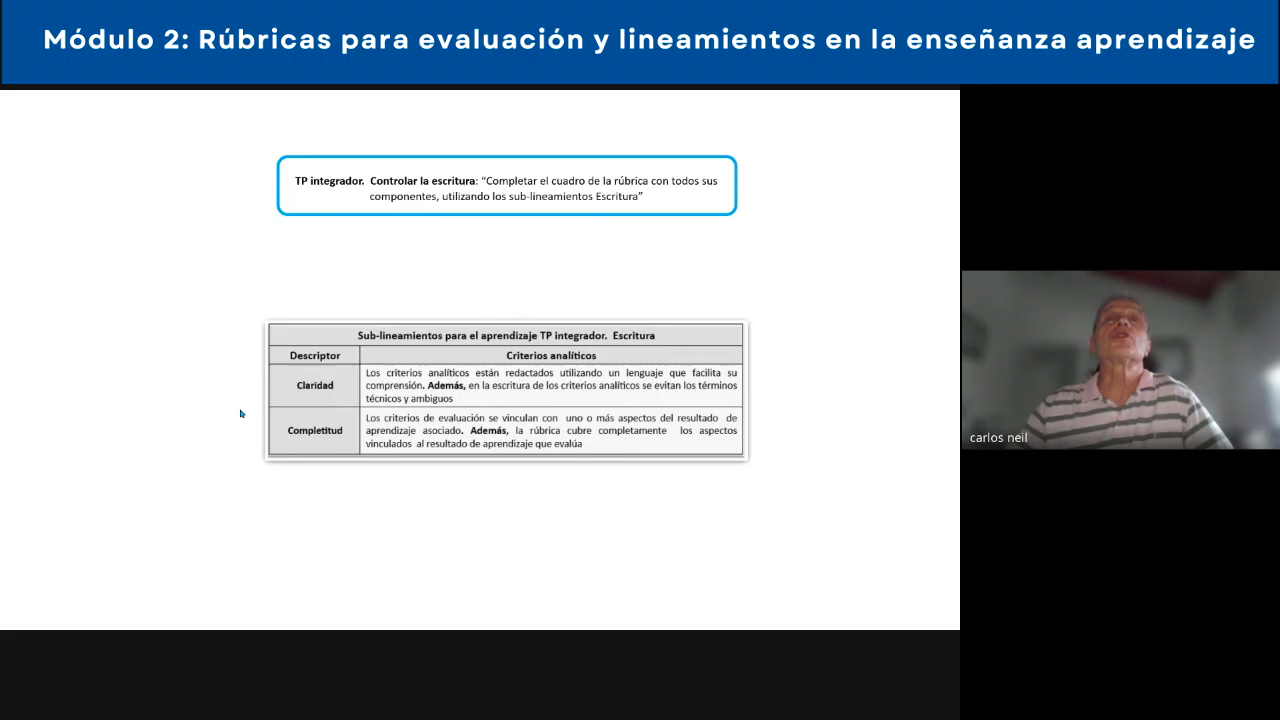 Módulo 2: Rúbricas para evaluación y lineamientos en la enseñanza aprendizaje
TP integrador. Controlar la escritura: “Completar el cuadro de la rúbrica con todos sus
componentes, utilizando los sub-lineamientos Escritura”
Sub-lineamientos para el aprendizaje TP integrador. Escritura
Descriptor Criterios analíticos
Claridad
Los criterios analíticos están redactados utilizando un lenguaje que facilita su
comprensión. Además, en la escritura de los criterios analíticos se evitan los términos
técnicos y ambiguos
Completitud
Los criterios de evaluación se vinculan con uno o más aspectos del resultado de
aprendizaje asociado. Además, la rúbrica cubre completamente los aspectos
vinculados al resultado de aprendizaje que evalúa
carlos neil